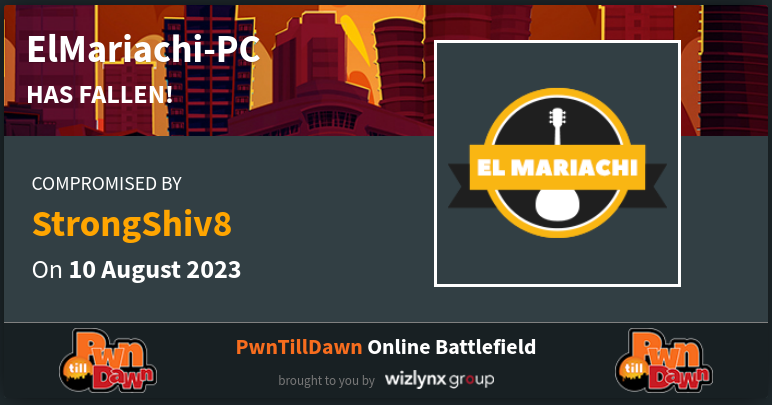 ElMariachi-PC
HAS FALLEN!
EL MARIACHI
COMPROMISED BY
StrongShiv8
On 10 August 2023
Pwn
till
Dawn
PwnTillDawn Online Battlefield
brought to you by wizlynx group
Pwn
till
Dawn